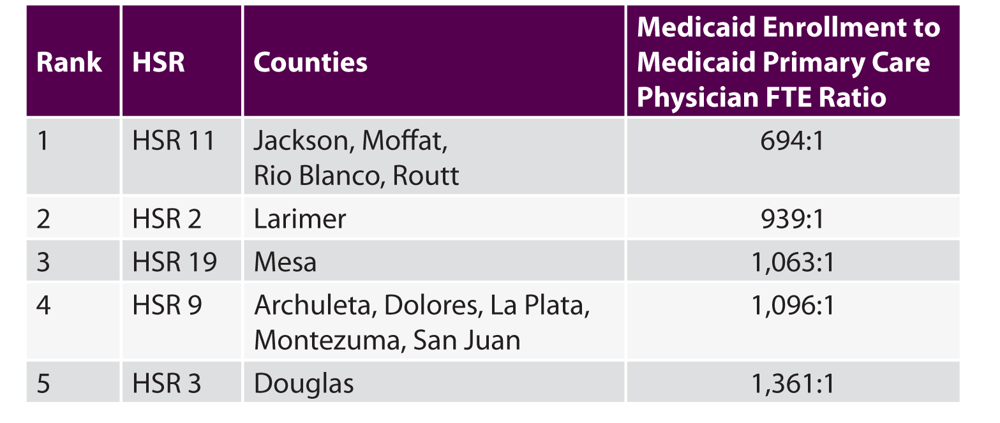 Rank HSR Counties Medicaid Enrollment to
Medicaid Primary Care
Physician FTE Ratio
1 HSR 11 Jackson, Moffat, 694:1
Rio Blanco, Routt
2 HSR 2 Larimer 939:1
3 HSR 19 Mesa 1,063:1
4 HSR 9 Archuleta, Dolores, La Plata, 1,096:1
Montezuma, San Juan
5 HSR 3 Douglas 1,361:1